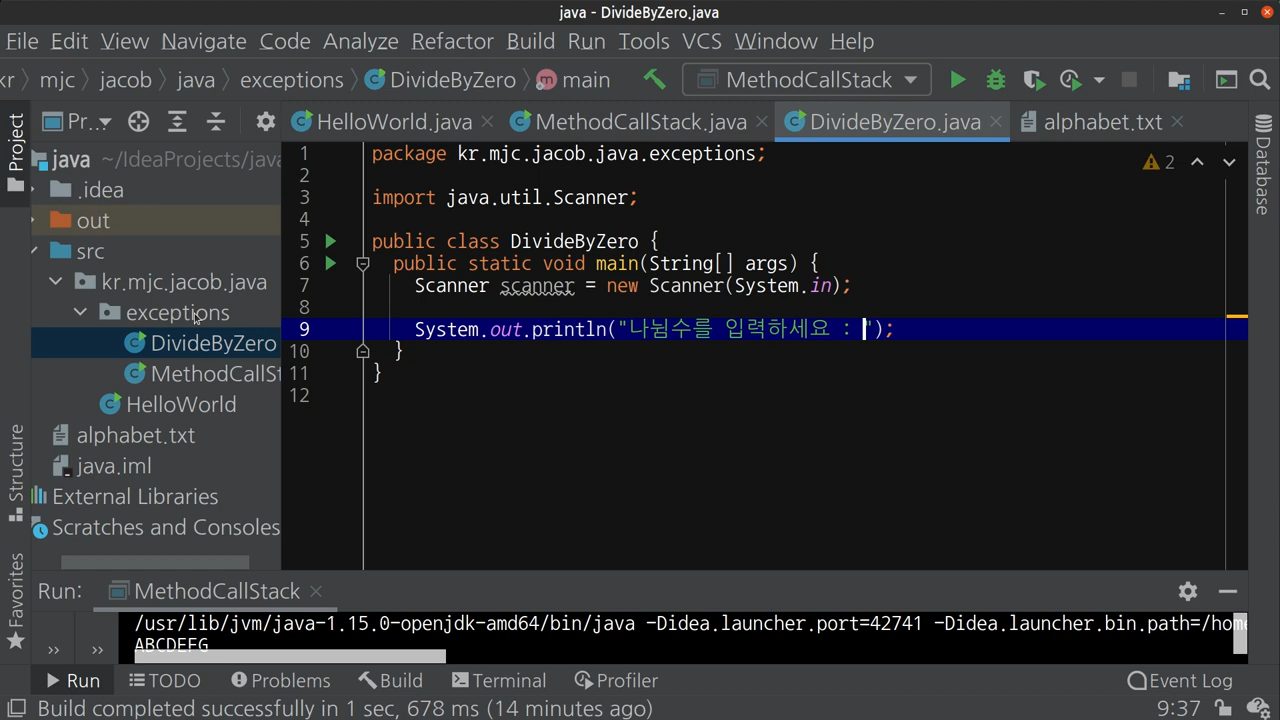 java - DivideByZero.java
File Edit View Navigate Code Analyze Refactor Build Run Tools VCS Window Help
kr mjc jacob java exceptions DivideByZero main MethodCallStack
Project
Pr...
HelloWorld.java MethodCallStack.java DivideByZero.java alphabet.txt
java ~/IdeaProjects/java
.idea
out
src
kr.mjc.jacob.java
exceptions
DivideByZero
MethodCallSt
HelloWorld
alphabet.txt
java.iml
External Libraries
Scratches and Consoles
1 package kr.mjc.jacob.java.exceptions;
2
3 import java.util.Scanner;
4
5 public class DivideByZero {
6 public static void main(String[] args) {
7 Scanner scanner = new Scanner(System.in);
8
9 System.out.println("나눔수를 입력하세요 : ");
10 }
11 }
12
2
Database
Structure
Favorites
Run: MethodCallStack
/usr/lib/jvm/java-1.15.0-openjdk-amd64/bin/java -Didea.launcher.port=42741 -Didea.launcher.bin.path=/home
ABCDEFG
Run TODO Problems Build Terminal Profiler Event Log
Build completed successfully in 1 sec, 678 ms (14 minutes ago) 9:37